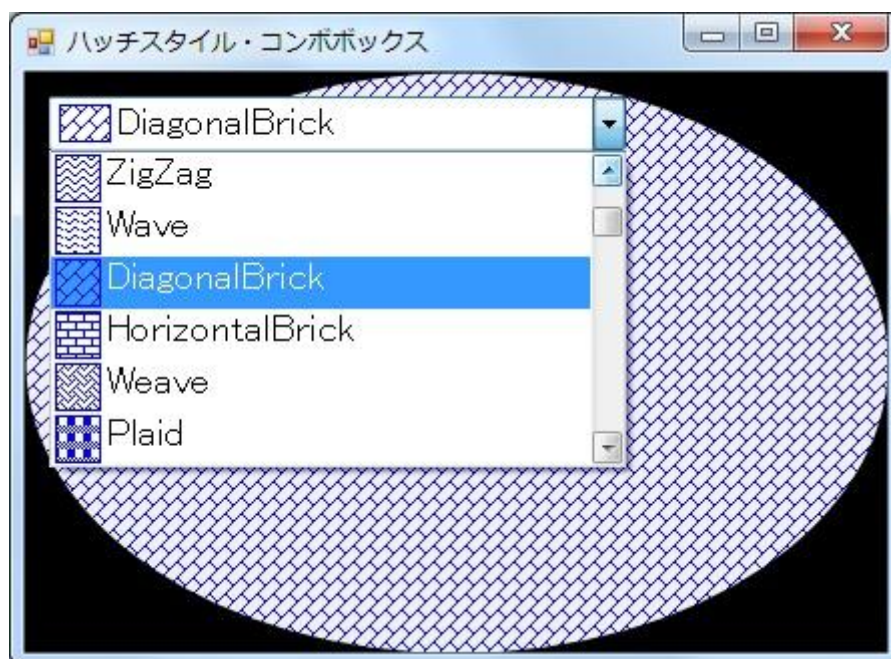 ハッチスタイル・コンボボックス
DiagonalBrick
ZigZag
Wave
DiagonalBrick
HorizontalBrick
Weave
Plaid